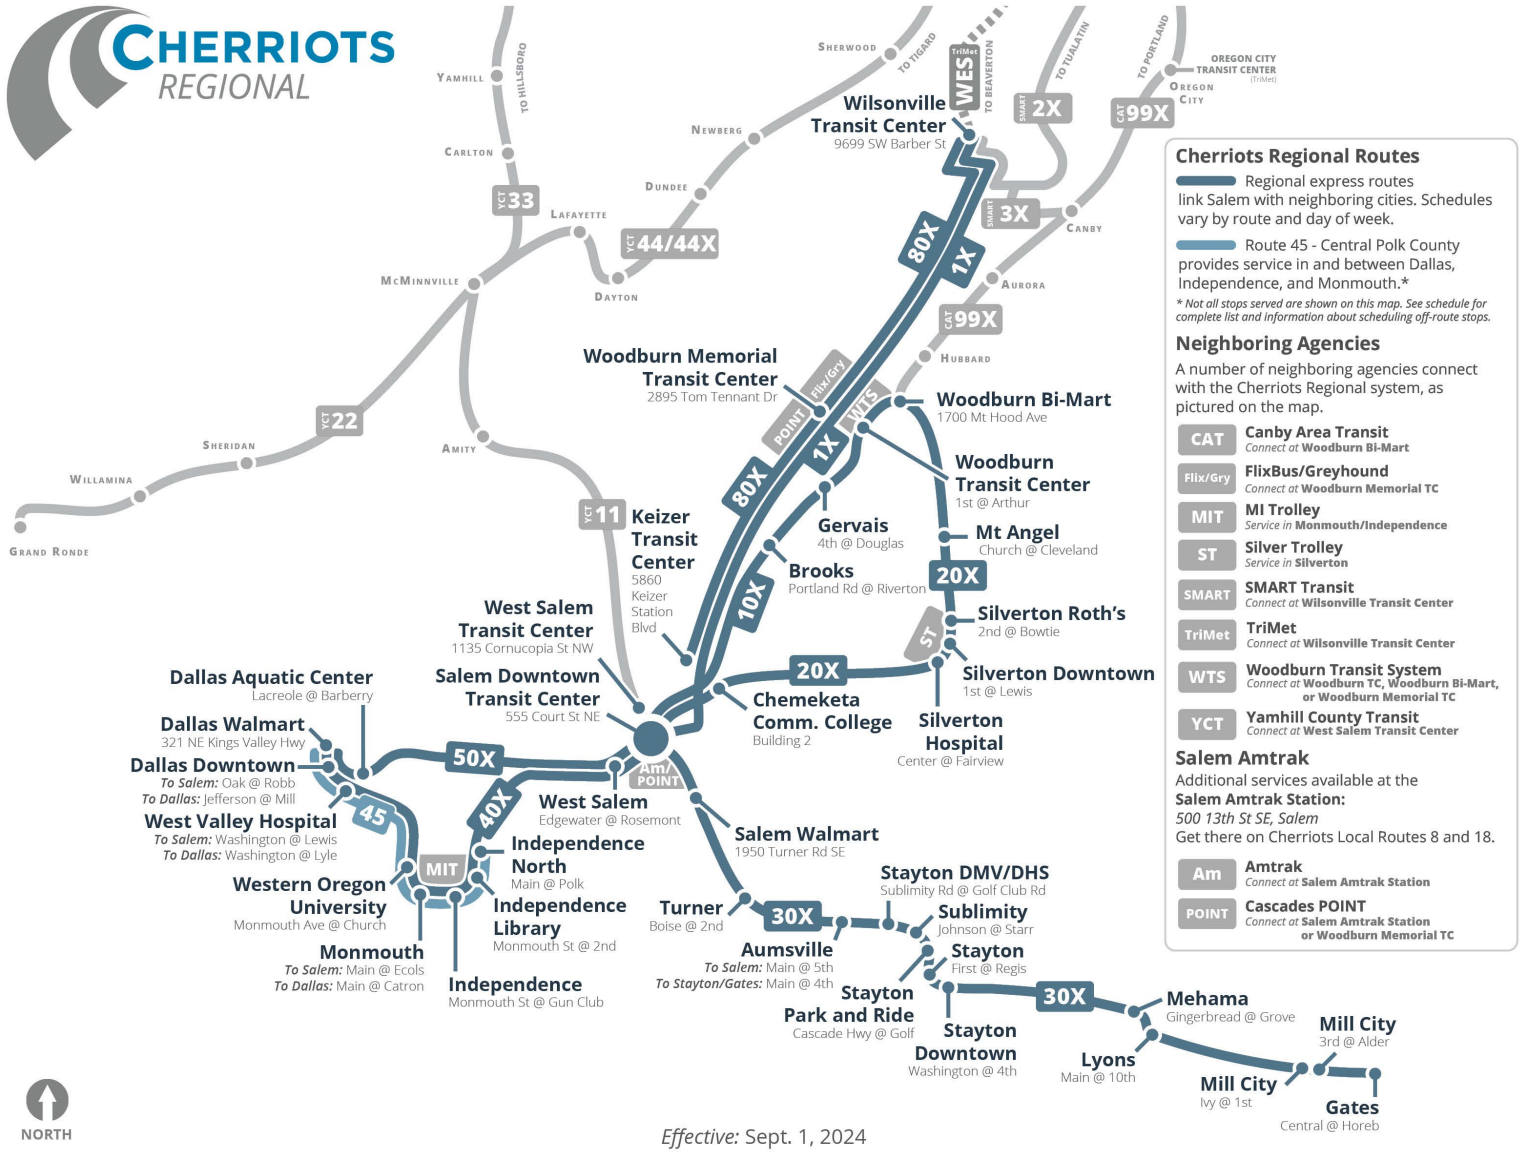 CHERRIOTS
REGIONAL
YAMHILL
TO HILLSBORO
CARLTON
YCT 33
LAFAYETTE
MCMINNVILLE
DAYTON
YCT 44/44X
DUNDEE
NEWBERG
SHERWOOD
TO TIGARD
TriMet
WES
TO BEAVERTON
TO TUALATIN
TO PORTLAND
OREGON CITY
TRANSIT CENTER
(TriMet)
OREGON
CITY
SMART 2X
CAT 99X
SMART 3X
CANBY
AURORA
CAT 99X
HUBBARD
Wilsonville
Transit Center
9699 SW Barber St
80X
1X
YCT 22
SHERIDAN
WILLAMINA
GRAND RONDE
AMITY
YCT 11
Woodburn Memorial
Transit Center
2895 Tom Tennant Dr
Flix/Gry
POINT
WTS
1X
80X
Woodburn Bi-Mart
1700 Mt Hood Ave
Woodburn
Transit Center
1st @ Arthur
Gervais
4th @ Douglas
Mt Angel
Church @ Cleveland
20X
Brooks
Portland Rd @ Riverton
10X
Keizer
Transit
Center
5860
Keizer
Station
Blvd
Silverton Roth's
2nd @ Bowtie
ST
Silverton Downtown
1st @ Lewis
20X
Silverton
Hospital
Center @ Fairview
Chemeketa
Comm. College
Building 2
West Salem
Transit Center
1135 Cornucopia St NW
Salem Downtown
Transit Center
555 Court St NE
Am/
POINT
Dallas Aquatic Center
Lacreole @ Barberry
Dallas Walmart
321 NE Kings Valley Hwy
Dallas Downtown
To Salem: Oak @ Robb
To Dallas: Jefferson @ Mill
West Valley Hospital
To Salem: Washington @ Lewis
To Dallas: Washington @ Lyle
50X
45
40X
MIT
West Salem
Edgewater @ Rosemont
Independence
North
Main @ Polk
Independence
Library
Monmouth St @ 2nd
Western Oregon
University
Monmouth Ave @ Church
Monmouth
To Salem: Main @ Ecols
To Dallas: Main @ Catron
Independence
Monmouth St @ Gun Club
Salem Walmart
1950 Turner Rd SE
Turner
Boise @ 2nd
30X
Aumsville
To Salem: Main @ 5th
To Stayton/Gates: Main @ 4th
Stayton DMV/DHS
Sublimity Rd @ Golf Club Rd
Sublimity
Johnson @ Starr
Stayton
First @ Regis
Stayton
Park and Ride
Cascade Hwy @ Golf
Stayton
Downtown
Washington @ 4th
30X
Mehama
Gingerbread @ Grove
Lyons
Main @ 10th
Mill City
3rd @ Alder
Mill City
Ivy @ 1st
Gates
Central @ Horeb
NORTH
Effective: Sept. 1, 2024
Cherriots Regional Routes
Regional express routes
link Salem with neighboring cities. Schedules
vary by route and day of week.
Route 45 - Central Polk County
provides service in and between Dallas,
Independence, and Monmouth.*
* Not all stops served are shown on this map. See schedule for
complete list and information about scheduling off-route stops.
Neighboring Agencies
A number of neighboring agencies connect
with the Cherriots Regional system, as
pictured on the map.
CAT
Canby Area Transit
Connect at Woodburn Bi-Mart
Flix/Gry
FlixBus/Greyhound
Connect at Woodburn Memorial TC
MIT
MI Trolley
Service in Monmouth/Independence
ST
Silver Trolley
Service in Silverton
SMART
SMART Transit
Connect at Wilsonville Transit Center
TriMet
TriMet
Connect at Wilsonville Transit Center
WTS
Woodburn Transit System
Connect at Woodburn TC, Woodburn Bi-Mart,
or Woodburn Memorial TC
YCT
Yamhill County Transit
Connect at West Salem Transit Center
Salem Amtrak
Additional services available at the
Salem Amtrak Station:
500 13th St SE, Salem
Get there on Cherriots Local Routes 8 and 18.
Am
Amtrak
Connect at Salem Amtrak Station
POINT
Cascades POINT
Connect at Salem Amtrak Station
or Woodburn Memorial TC